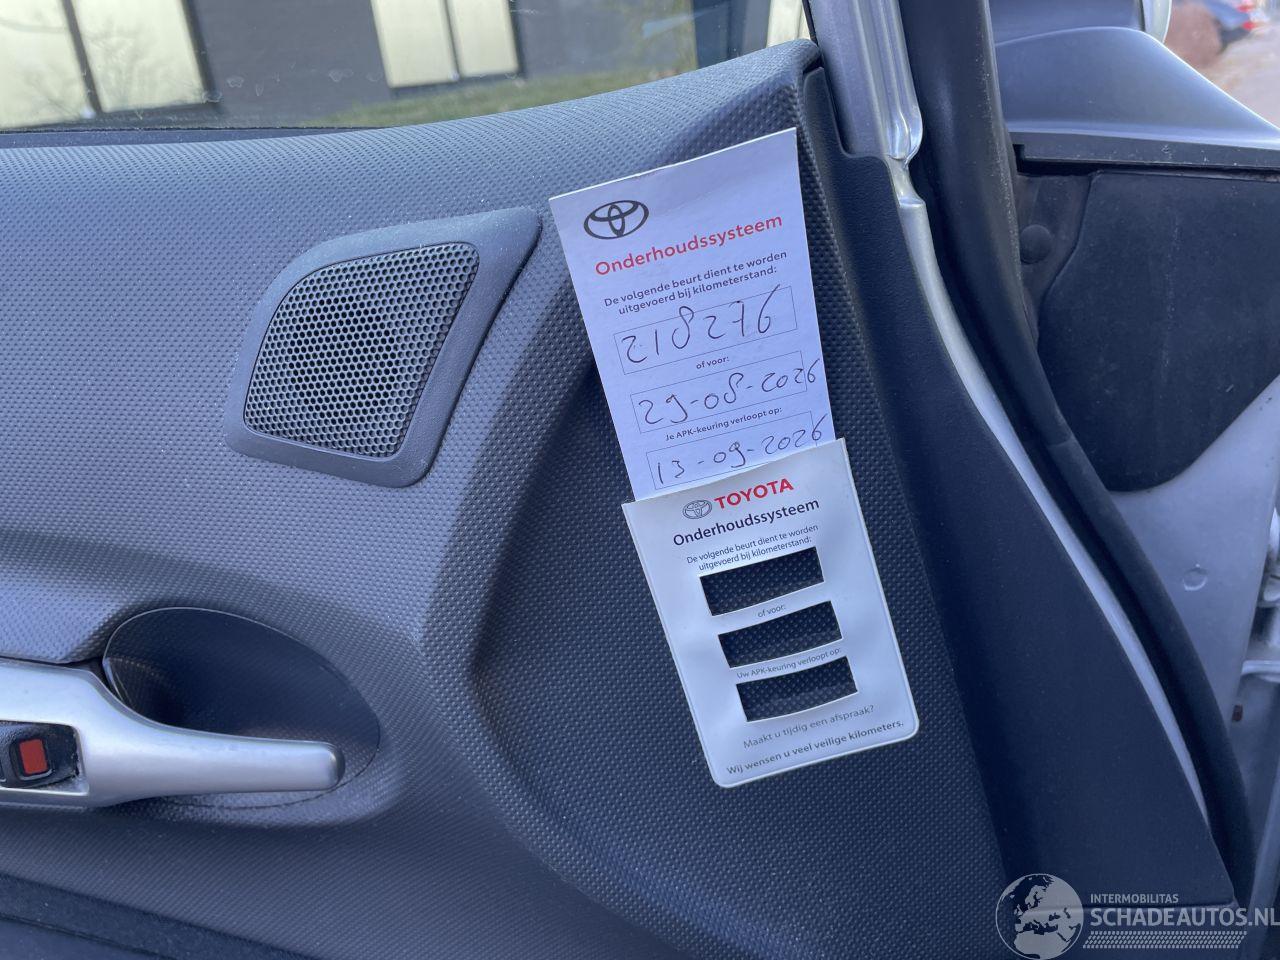 Onderhoudssysteem
De volgende beurt dient te worden
uitgevoerd bij kilometerstand:
218276
of voor:
29-08-2026
Je APK-keuring verloopt op:
13-09-2026
TOYOTA
Onderhoudssysteem
De volgende beurt dient te worden
uitgevoerd bij kilometerstand:
of voor:
Uw APK-keuring verloopt op:
Maakt u tijdig een afspraak?
Wij wensen u veel veilige kilometers.
INTERMOBILITAS
SCHADEAUTOS.NL